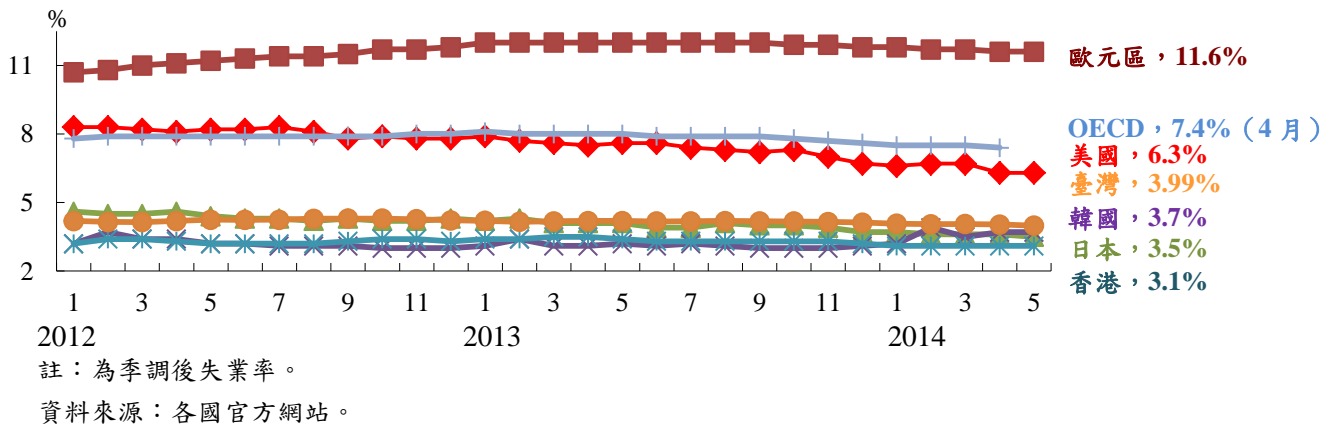 %
11
8
5
2
1 3 5 7 9 11 1 3 5 7 9 11 1 3 5
2012 2013 2014
歐元區，11.6%
OECD，7.4%（4 月）
美國，6.3%
臺灣，3.99%
韓國，3.7%
日本，3.5%
香港，3.1%
註：為季調後失業率。
資料來源：各國官方網站。